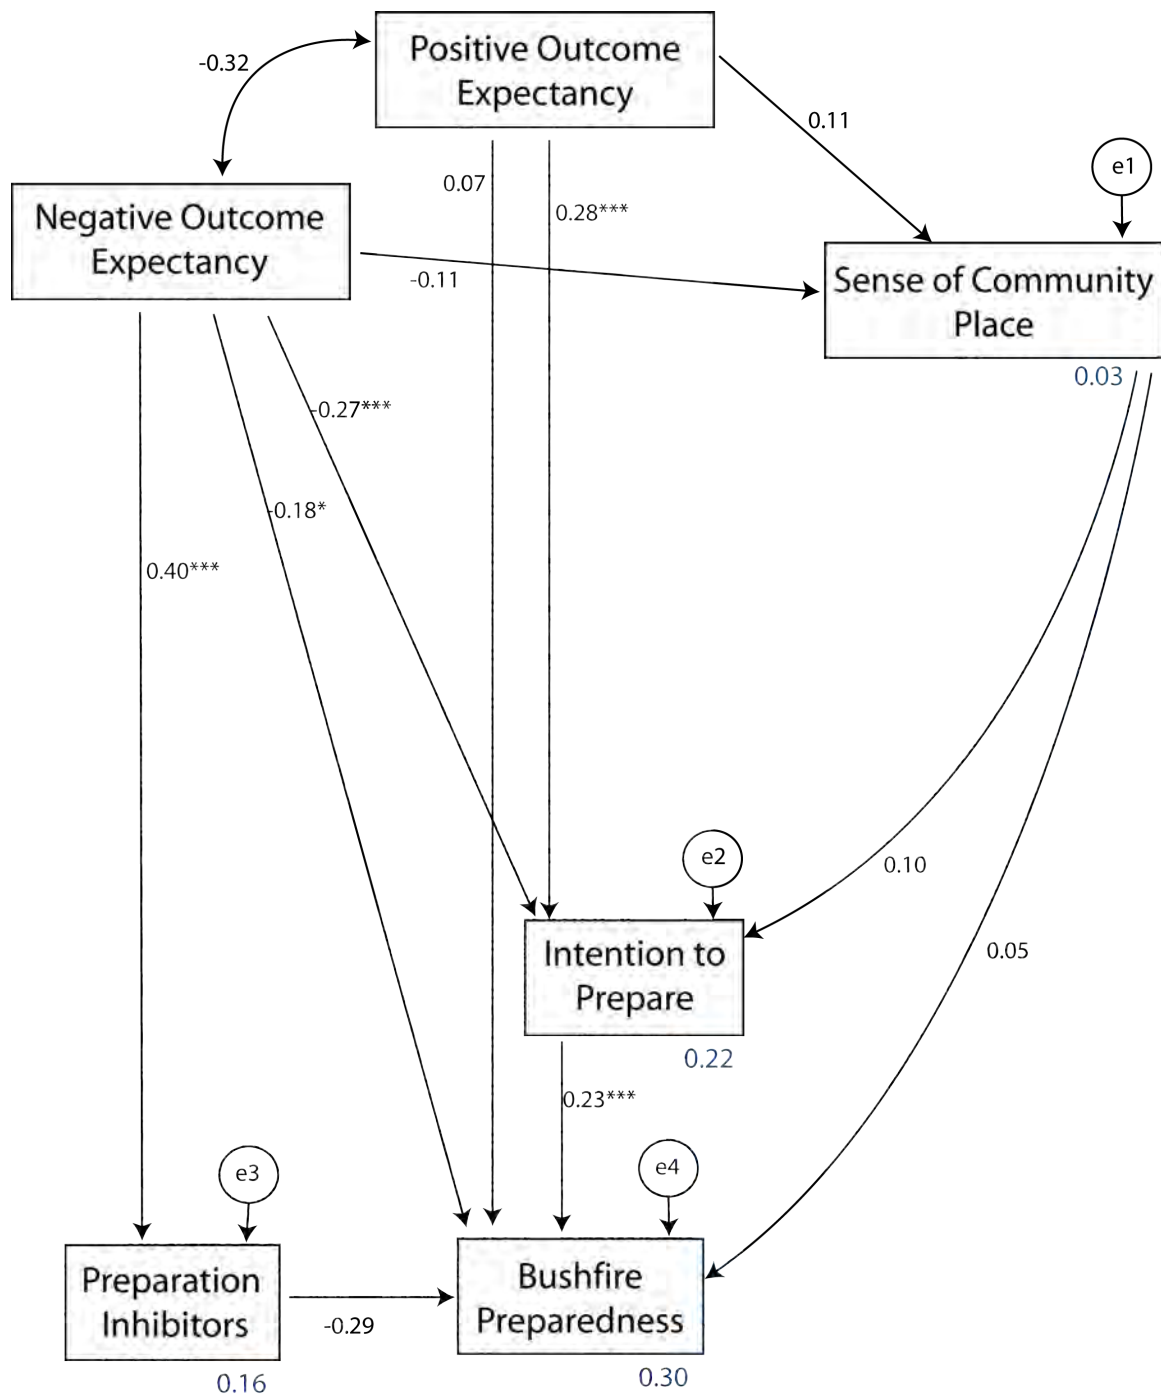 Positive Outcome
Expectancy
-0.32
0.11
e1
0.07
0.28***
Negative Outcome
Expectancy
-0.11
Sense of Community
Place
0.03
-0.27***
-0.18*
0.40***
e2
0.10
0.05
Intention to
Prepare
0.22
0.23***
e3
e4
Preparation
Inhibitors
0.16
-0.29
Bushfire
Preparedness
0.30